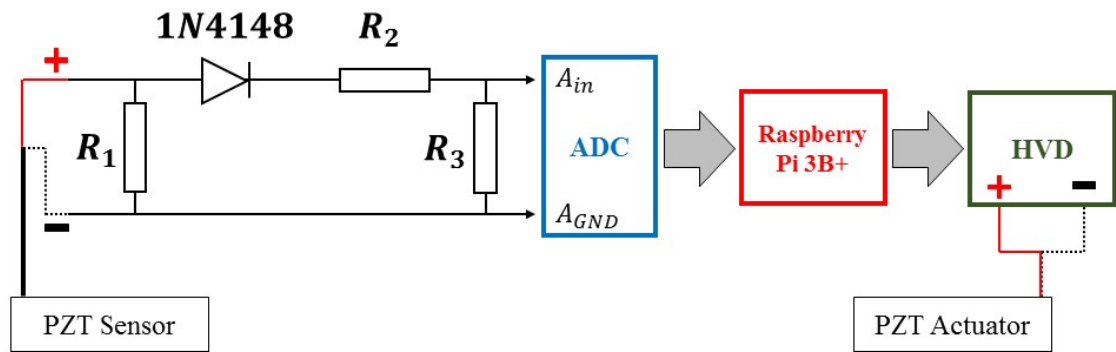 1N4148
R2
+
R1
R3
−
Ain
AGND
ADC
Raspberry
Pi 3B+
HVD
+ −
PZT Sensor
PZT Actuator